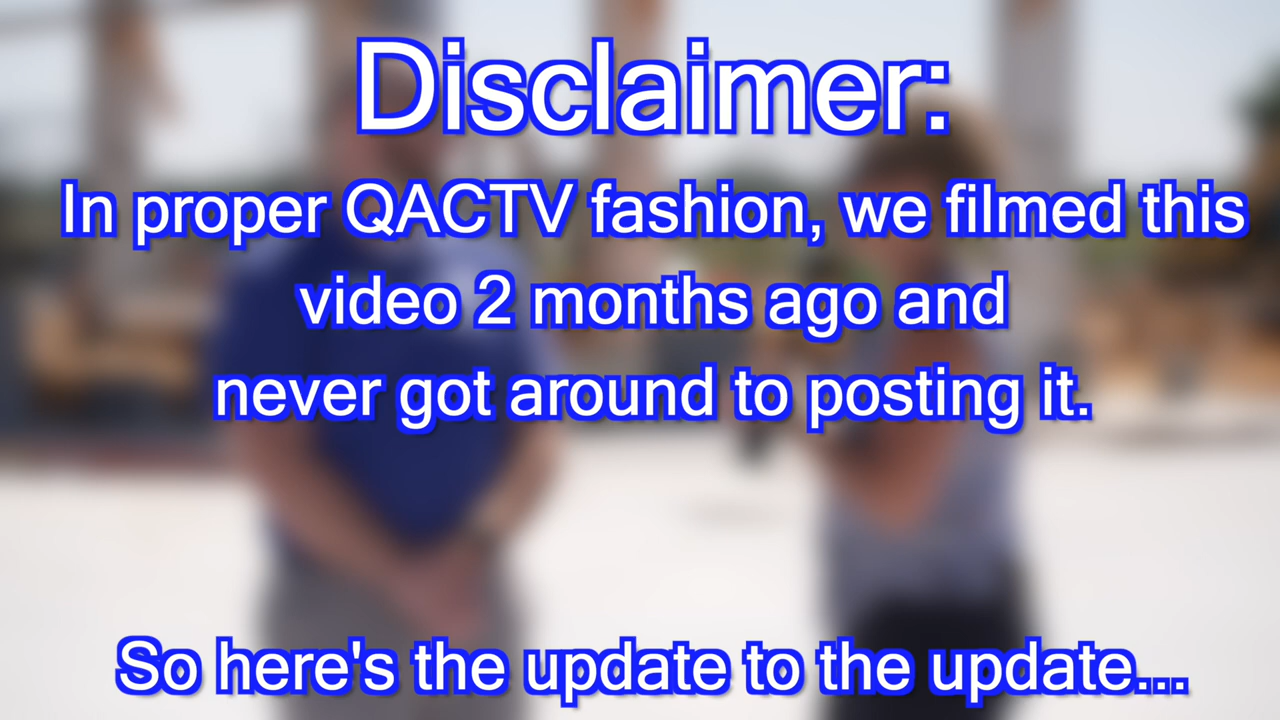 Disclaimer:
In proper QACTV fashion, we filmed this
video 2 months ago and
never got around to posting it.
So here's the update to the update...